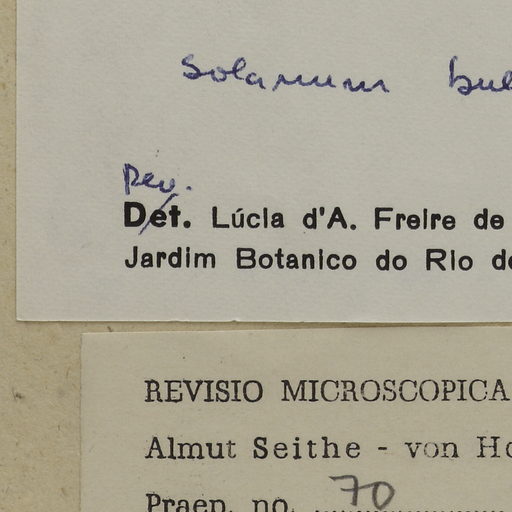 Solanum bul
Rev.
Det. Lúcia d'A. Freire de
Jardim Botanico do Rio de
REVISIO MICROSCOPICA
Almut Seithe - von Ho
Praep. no. 70